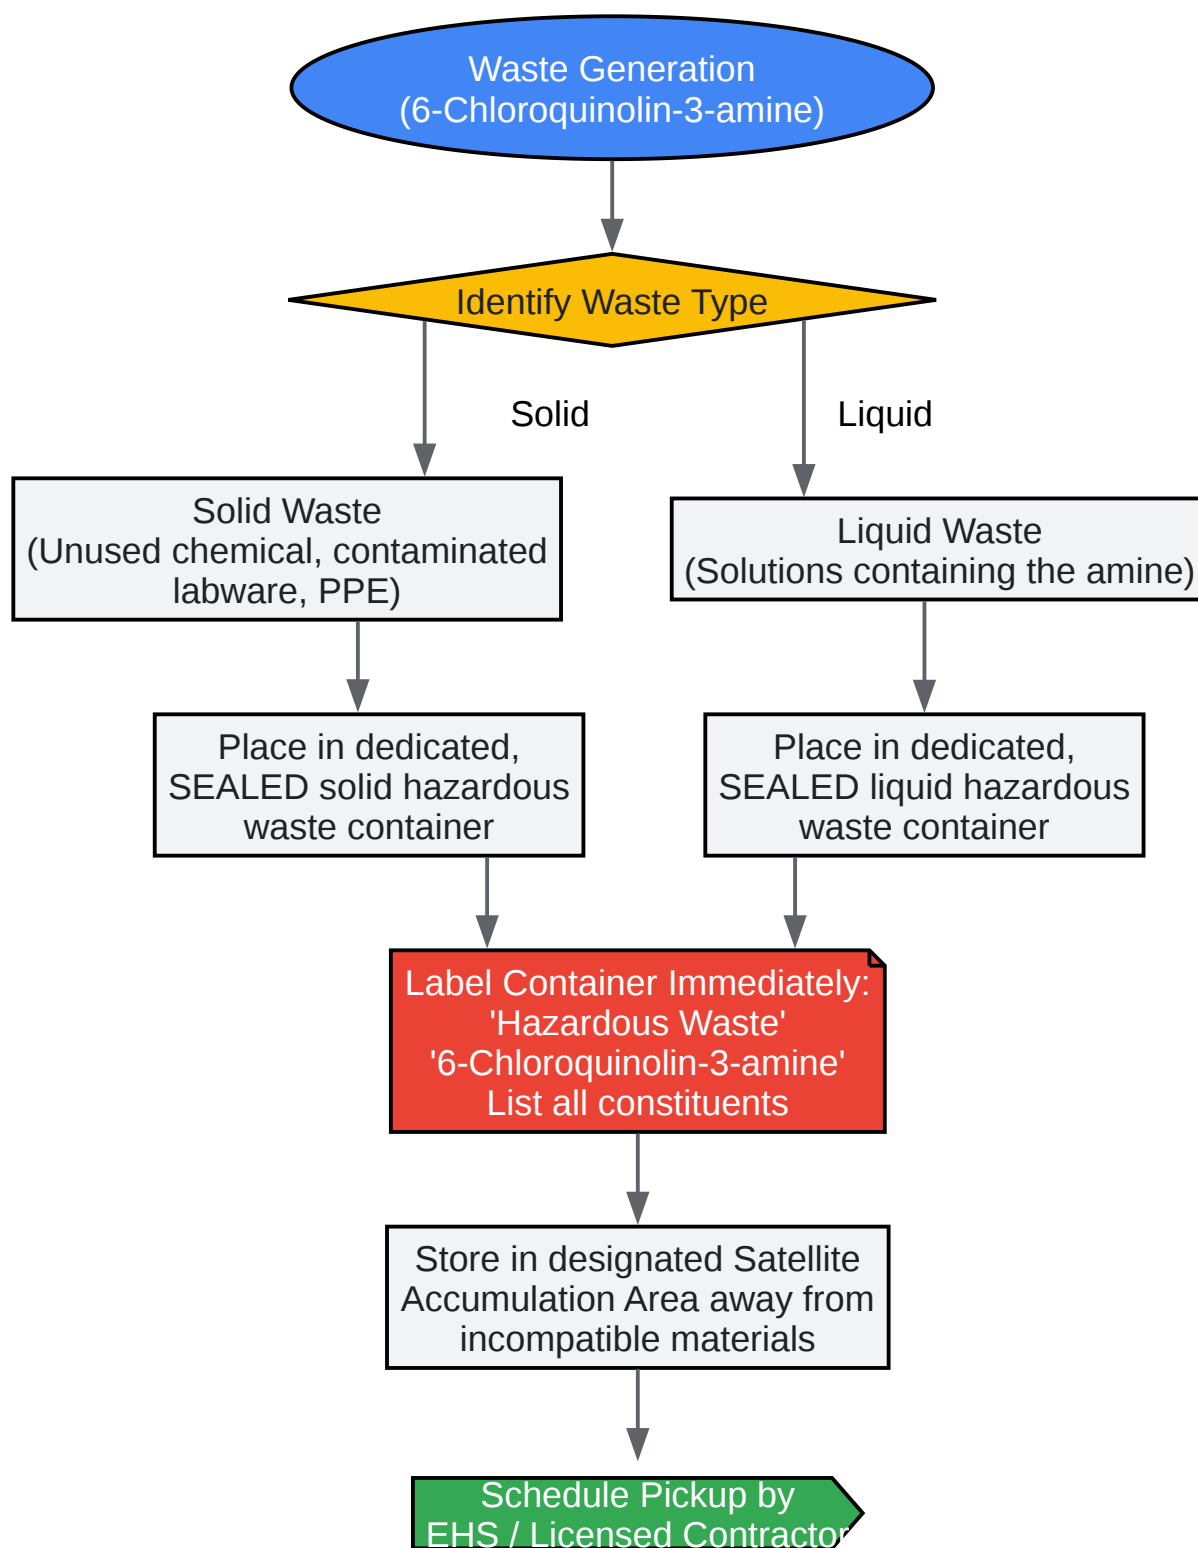 Waste Generation
(6-Chloroquinolin-3-amine)
Identify Waste Type
Solid
Liquid
Solid Waste
(Unused chemical, contaminated
labware, PPE)
Liquid Waste
(Solutions containing the amine)
Place in dedicated,
SEALED solid hazardous
waste container
Place in dedicated,
SEALED liquid hazardous
waste container
Label Container Immediately:
'Hazardous Waste'
'6-Chloroquinolin-3-amine'
List all constituents
Store in designated Satellite
Accumulation Area away from
incompatible materials
Schedule Pickup by
EHS / Licensed Contractor